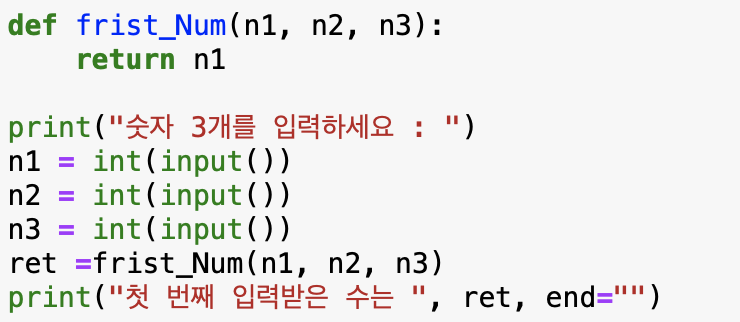 def frist_Num(n1, n2, n3):
    return n1

print("숫자 3개를 입력하세요 : ")
n1 = int(input())
n2 = int(input())
n3 = int(input())
ret =frist_Num(n1, n2, n3)
print("첫 번째 입력받은 수는 ", ret, end="")